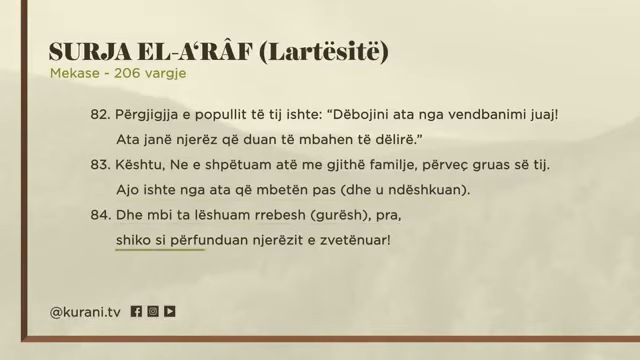 SURJA EL-A‘RÂF (Lartësitë)
Mekase - 206 vargje
82. Përgjigjja e popullit të tij ishte: “Dëbojini ata nga vendbanimi juaj!
Ata janë njerëz që duan të mbahen të dëlirë.”
83. Kështu, Ne e shpëtuam atë me gjithë familje, përveç gruas së tij.
Ajo ishte nga ata që mbetën pas (dhe u ndëshkuan).
84. Dhe mbi ta lëshuam rrebesh (gurësh), pra,
shiko si përfunduan njerëzit e zvetënuar!
@kurani.tv